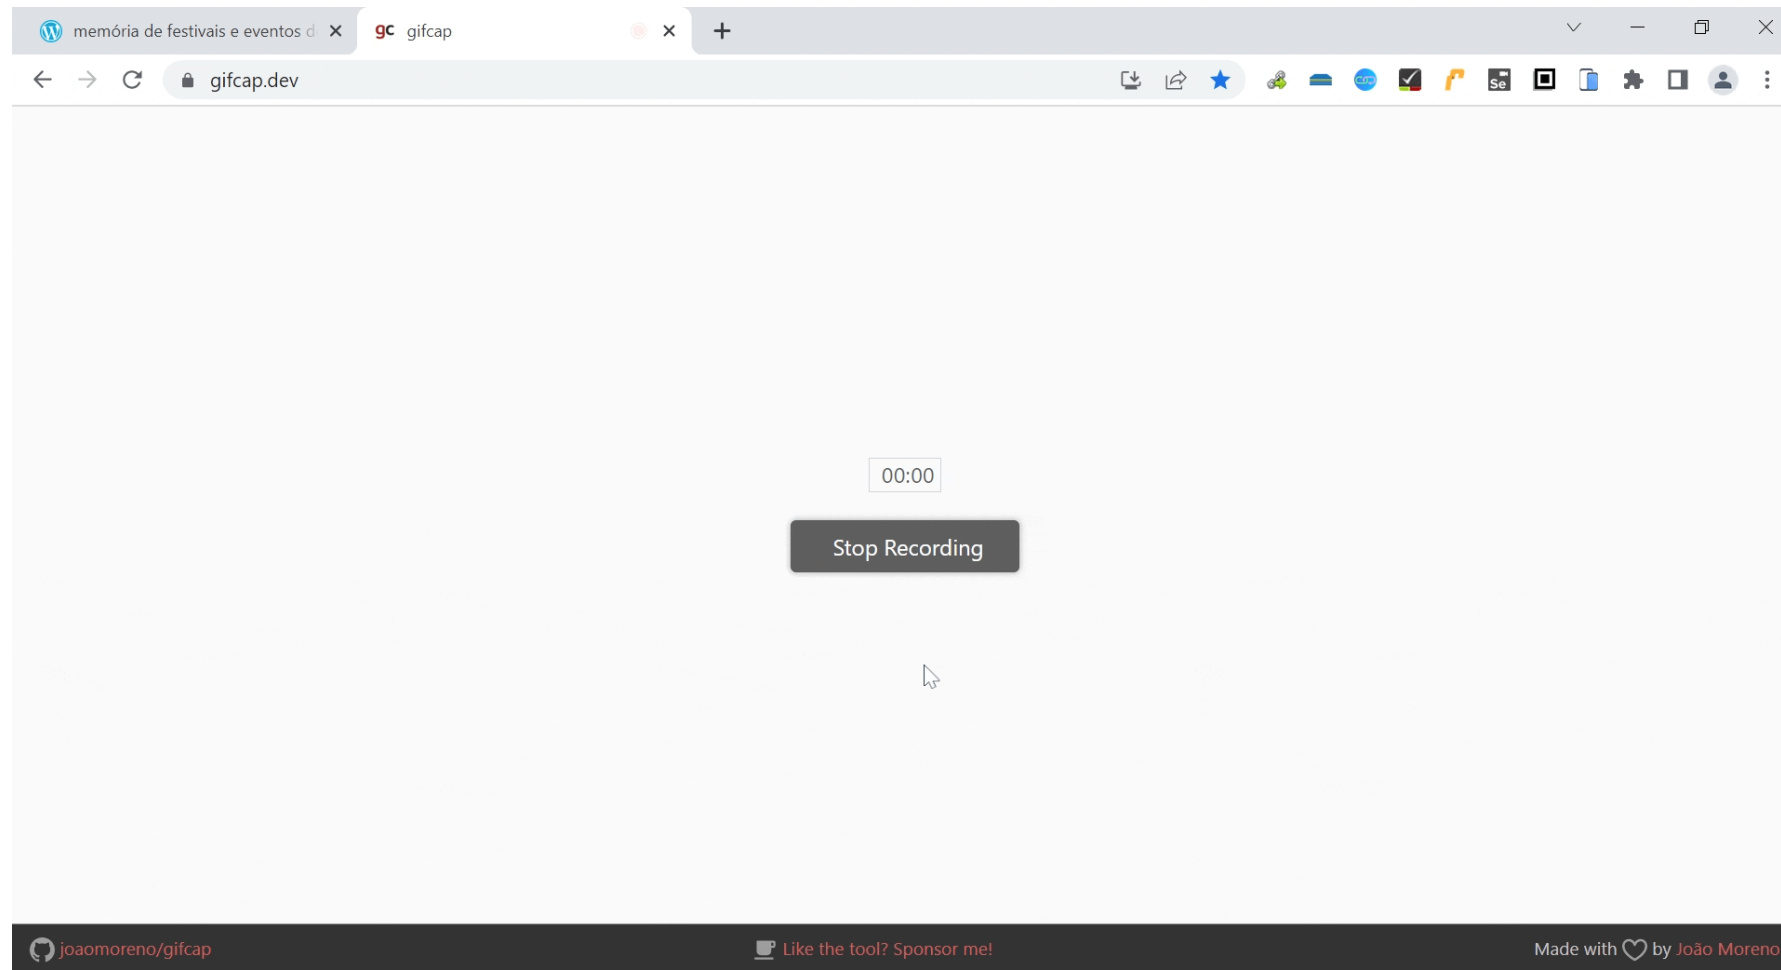 memória de festivais e eventos d
gc gifcap
gifcap.dev
Se
00:00
Stop Recording
joaomoreno/gifcap
Like the tool? Sponsor me!
Made with by João Moreno